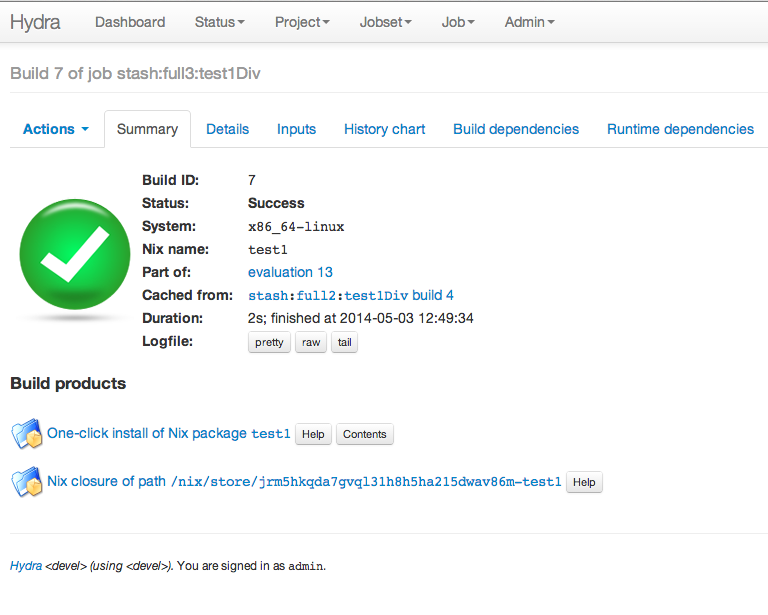 Hydra Dashboard Status Project Jobset Job Admin
Build 7 of job stash:full3:test1Div
Actions Summary Details Inputs History chart Build dependencies Runtime dependencies
Build ID: 7
Status: Success
System: x86_64-linux
Nix name: test1
Part of: evaluation 13
Cached from: stash:full2:test1Div build 4
Duration: 2s; finished at 2014-05-03 12:49:34
Logfile: pretty raw tail
Build products
One-click install of Nix package test1 Help Contents
Nix closure of path /nix/store/jrm5hkqda7gvql31h8h5ha215dwav86m-test1 Help
Hydra <devel> (using <devel>). You are signed in as admin.